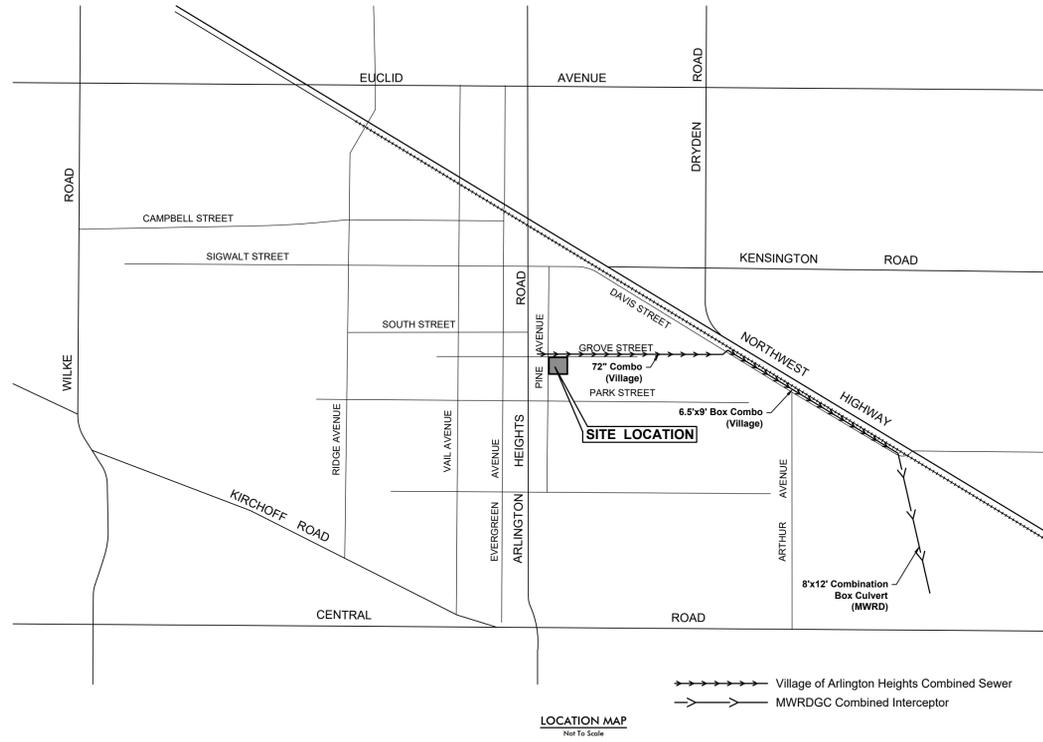 EUCLID AVENUE
ROAD
DRYDEN
ROAD
CAMPBELL STREET
SIGWALT STREET
KENSINGTON ROAD
ROAD
DAVIS STREET
SOUTH STREET
AVENUE
PINE
GROVE STREET
NORTHWEST
HIGHWAY
72" Combo
(Village)
PARK STREET
WILKE
6.5'x9' Box Combo
(Village)
SITE LOCATION
RIDGE AVENUE
VAIL AVENUE
AVENUE
EVERGREEN
HEIGHTS
ARLINGTON
AVENUE
ARTHUR
KIRCHOFF ROAD
8'x12' Combination
Box Culvert
(MWRD)
CENTRAL ROAD
Village of Arlington Heights Combined Sewer
MWRDGC Combined Interceptor
LOCATION MAP
Not To Scale